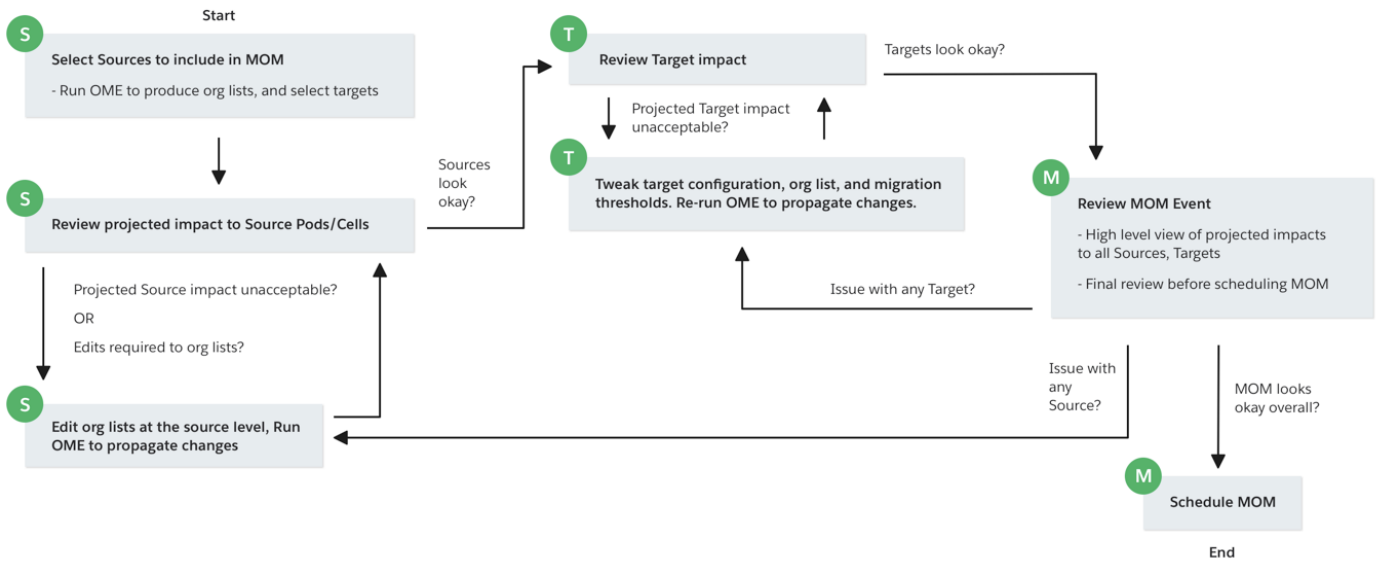 Start
S
Select Sources to include in MOM
- Run OME to produce org lists, and select targets
S
Review projected impact to Source Pods/Cells
Projected Source impact unacceptable?
OR
Edits required to org lists?
S
Edit org lists at the source level, Run
OME to propagate changes
Sources
look
okay?
T
Review Target impact
Projected Target impact
unacceptable?
T
Tweak target configuration, org list, and migration
thresholds. Re-run OME to propagate changes.
Targets look okay?
M
Review MOM Event
- High level view of projected impacts
to all Sources, Targets
- Final review before scheduling MOM
Issue with any Target?
Issue with
any
Source?
MOM looks
okay overall?
M
Schedule MOM
End